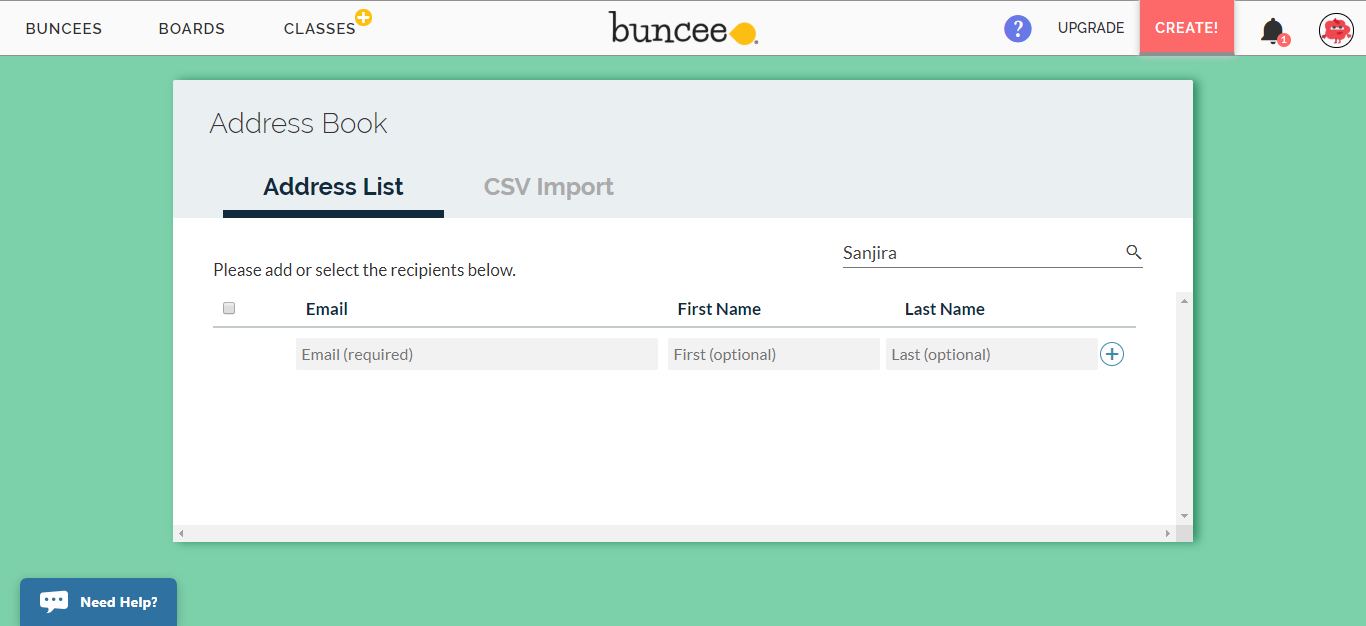 BUNCEES BOARDS CLASSES buncee. ? UPGRADE CREATE! 1
Address Book
Address List CSV Import
Sanjira
Please add or select the recipients below.
Email First Name Last Name
Email (required) First (optional) Last (optional)
Need Help?